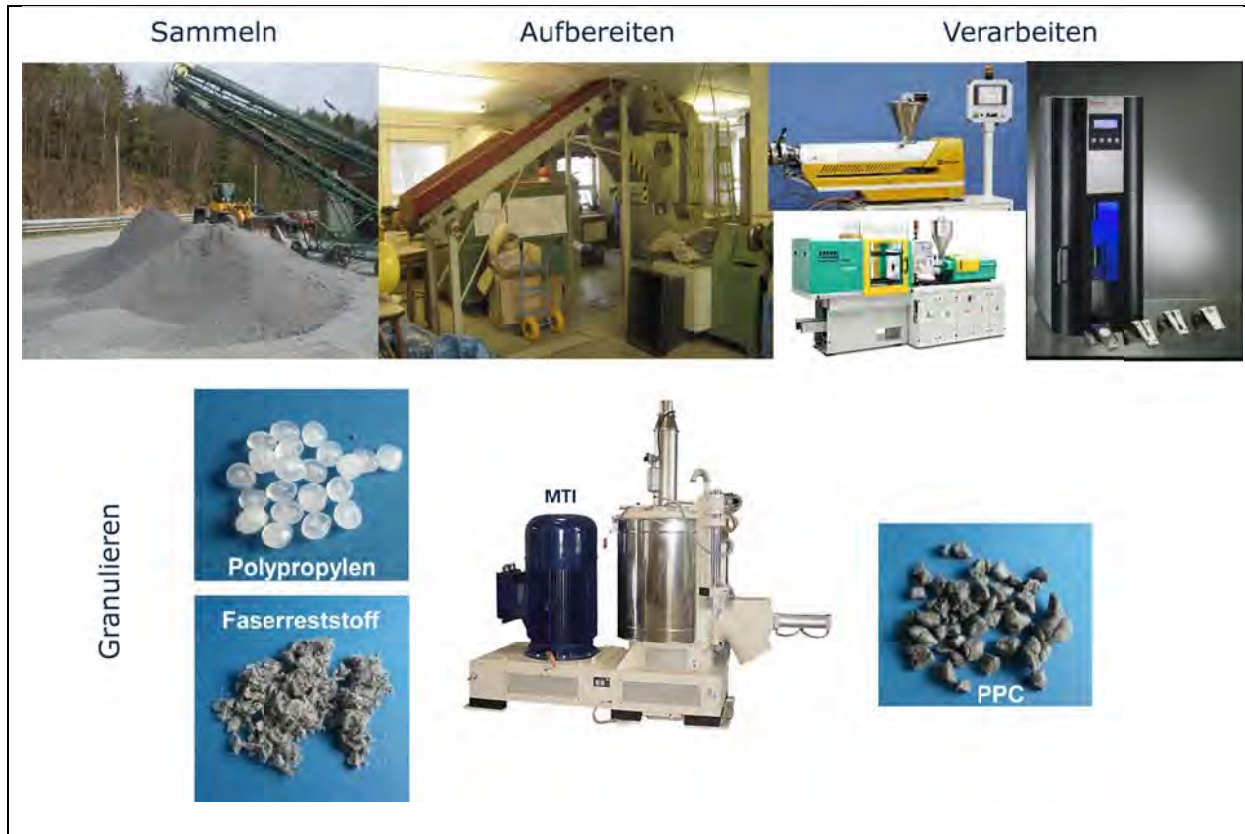 Sammeln
Aufbereiten
Verarbeiten
Granulieren
Polypropylen
Faserreststoff
MTI
PPC